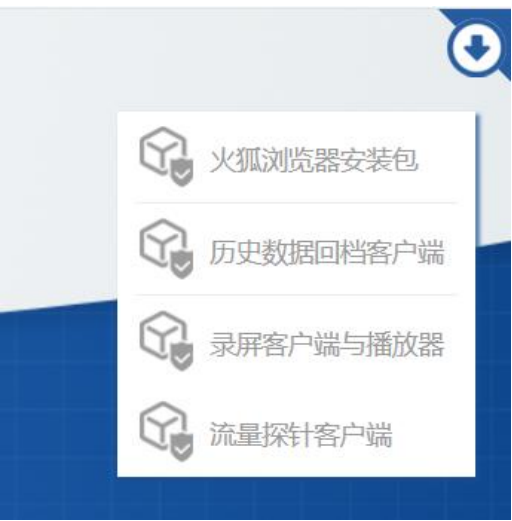 火狐浏览器安装包
历史数据回档客户端
录屏客户端与播放器
流量探针客户端